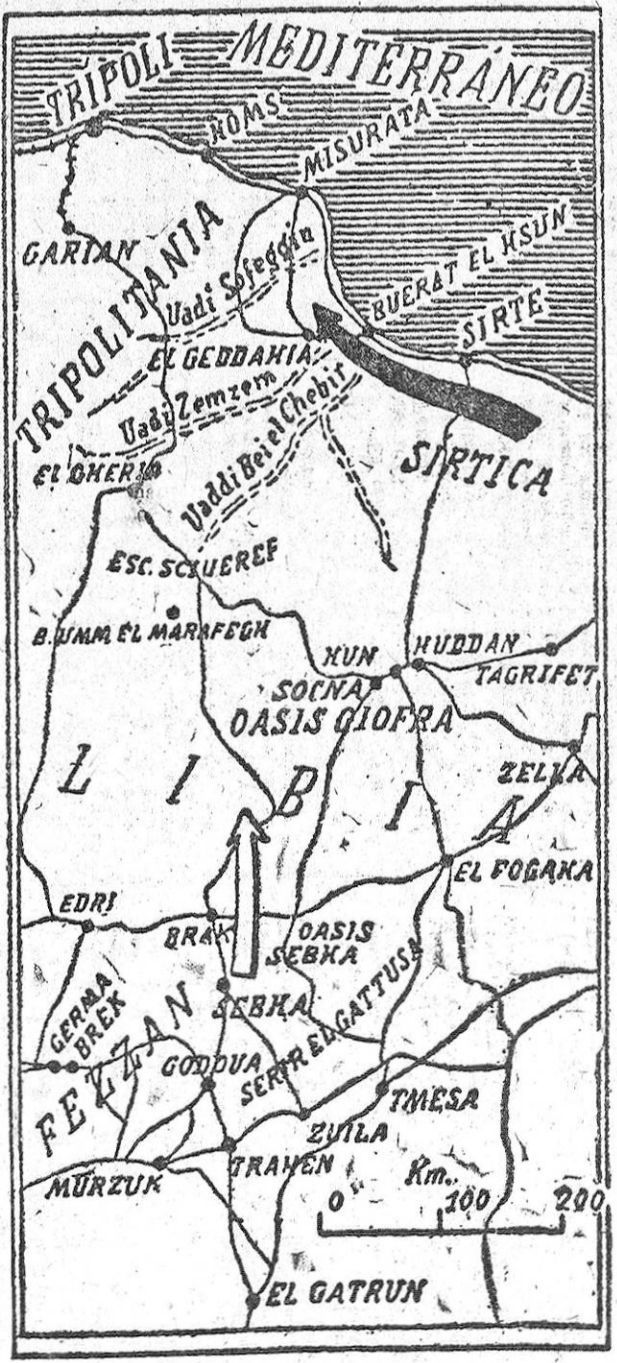 TRIPOLI
MEDITERRÁNEO
HOMS
MISURATA
GARIAN
TRIPOLITANIA
Uadi Sofeggin
BUERAT EL HSUN
SIRTE
EL GEDDAHIA
Uadi Zemzem
Uaddi Bei el Chebir
SIRTICA
EL GHERIA
ESC. SCIUEREF
B. UMM EL MARAFEGH
HUN
HUDDAN
TAGRIFET
SOCNA
OASIS GIOFRA
ZELLA
LIBIA
EL FOGAHA
EDRI
BRAK
OASIS
SEBHA
SEBHA
GERMA
BREK
FEZZAN
GODDUA
SERIR EL GATTUSA
TMESA
ZUILA
TRAHEN
MURZUK
Km.
0 100 200
EL GATRUN